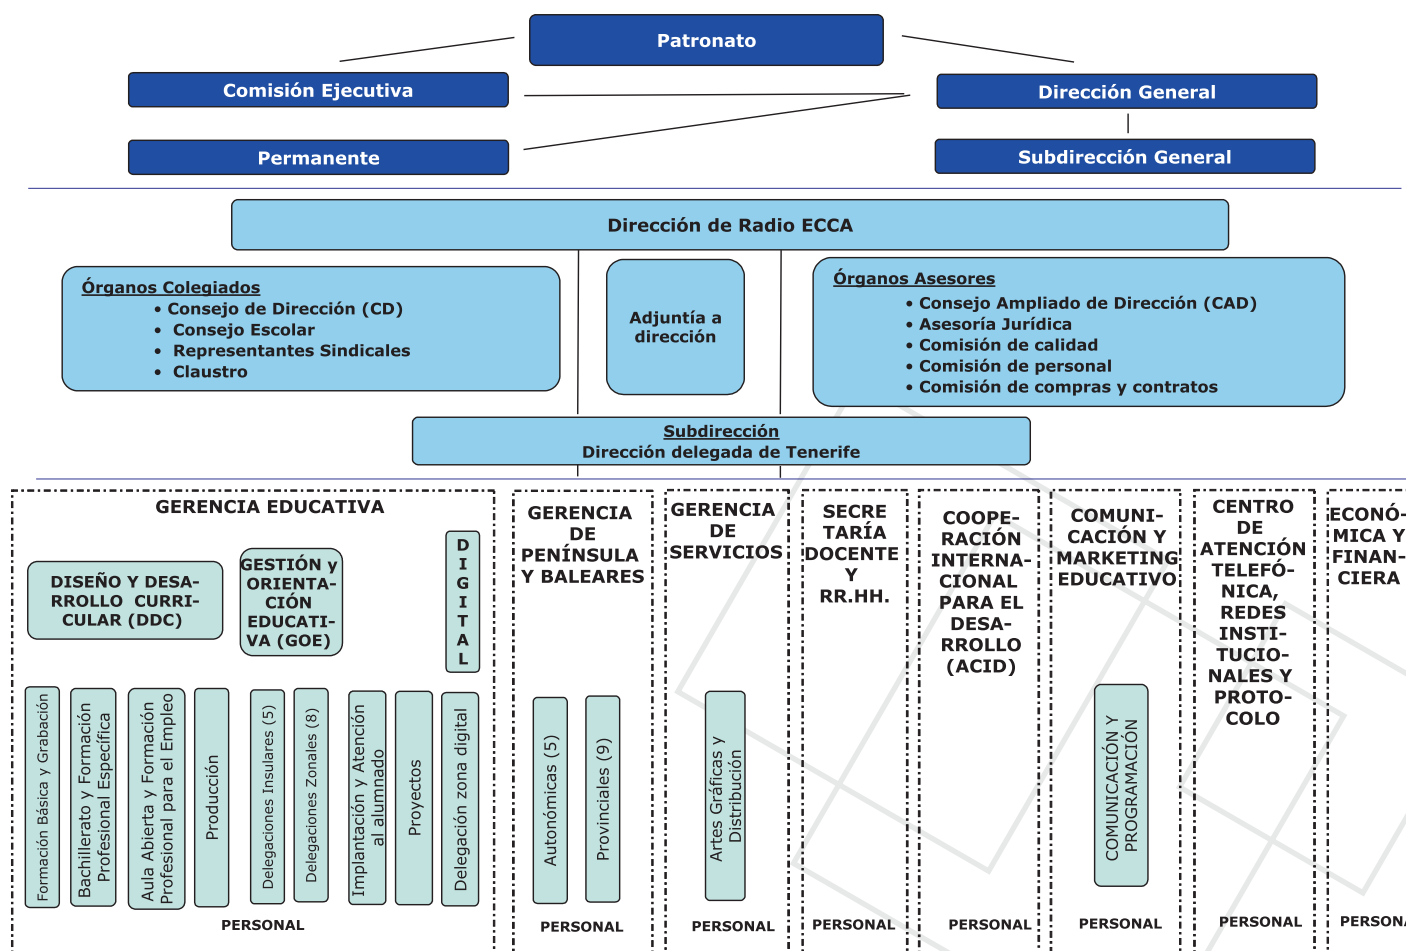 Patronato
Comisión Ejecutiva
Dirección General
Permanente
Subdirección General
Dirección de Radio ECCA
Órganos Colegiados
• Consejo de Dirección (CD)
• Consejo Escolar
• Representantes Sindicales
• Claustro
Adjuntía a
dirección
Órganos Asesores
• Consejo Ampliado de Dirección (CAD)
• Asesoría Jurídica
• Comisión de calidad
• Comisión de personal
• Comisión de compras y contratos
Subdirección
Dirección delegada de Tenerife
GERENCIA EDUCATIVA
DISEÑO Y DESA-
RROLLO CURRI-
CULAR (DDC)
GESTIÓN y
ORIENTA-
CIÓN
EDUCATI-
VA (GOE)
DIGITAL
Formación Básica y Grabación
Bachillerato y Formación
Profesional Específica
Aula Abierta y Formación
Profesional para el Empleo
Producción
Delegaciones Insulares (5)
Delegaciones Zonales (8)
Implantación y Atención
al alumnado
Proyectos
Delegación zona digital
PERSONAL
GERENCIA
DE
PENÍNSULA
Y BALEARES
Autonómicas (5)
Provinciales (9)
PERSONAL
GERENCIA
DE
SERVICIOS
Artes Gráficas y
Distribución
PERSONAL
SECRE
TARÍA
DOCENTE
Y
RR.HH.
PERSONAL
COOPE-
RACIÓN
INTERNA-
CIONAL
PARA EL
DESA-
RROLLO
(ACID)
PERSONAL
COMUNI-
CACIÓN Y
MARKETING
EDUCATIVO
COMUNICACIÓN Y
PROGRAMACIÓN
PERSONAL
CENTRO
DE
ATENCIÓN
TELEFÓ-
NICA,
REDES
INSTI-
TUCIO-
NALES Y
PROTO-
COLO
PERSONAL
ECONÓ-
MICA Y
FINAN-
CIERA
PERSONA